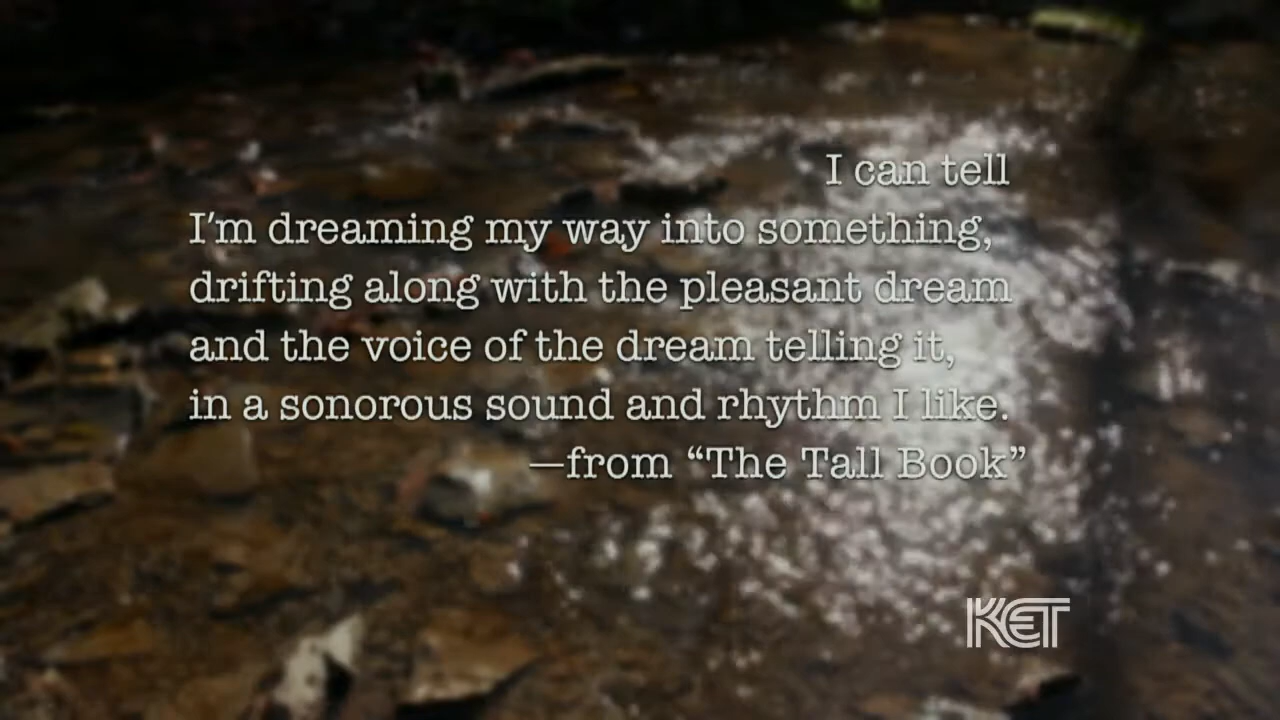 I can tell
I'm dreaming my way into something,
drifting along with the pleasant dream
and the voice of the dream telling it,
in a sonorous sound and rhythm I like.
—from “The Tall Book”
KET